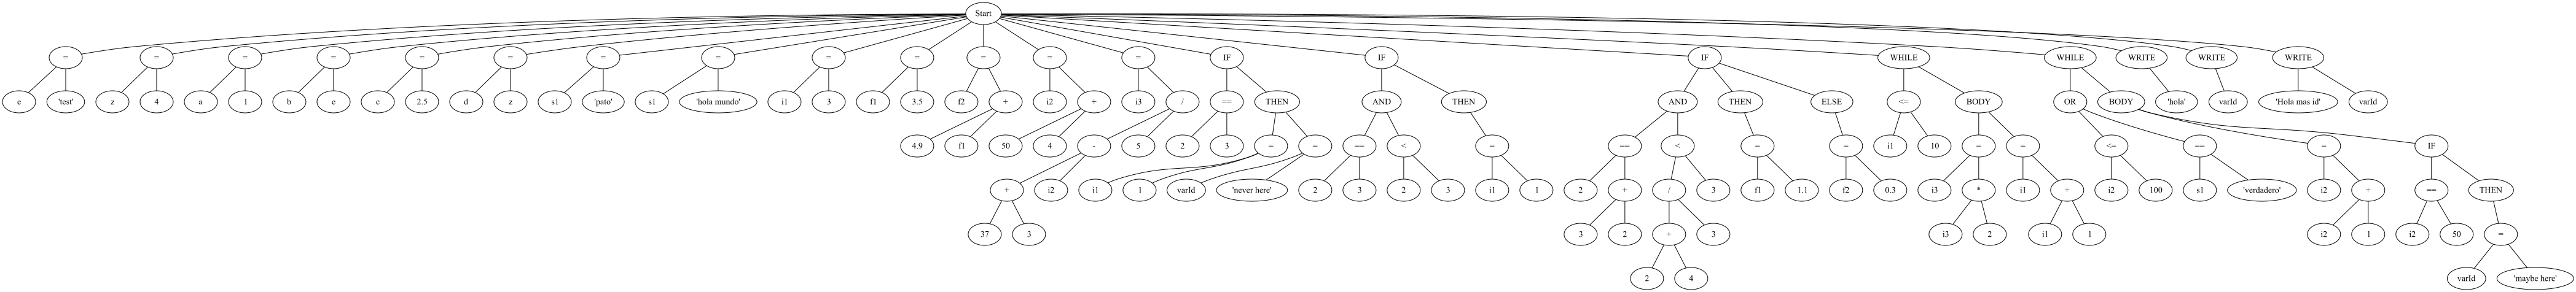 Start
= = = = = = = = = = = = = IF IF IF WHILE WHILE WRITE WRITE WRITE
e 'test' z 4 a 1 b e c 2.5 d z s1 'pato' s1 'hola mundo' i1 3 f1 3.5 f2 + i2 + i3 / == THEN AND THEN AND THEN ELSE <= BODY OR BODY 'hola' varId 'Hola mas id' varId
4.9 f1 50 4 - 5 2 3 = = == < = == < = = i1 10 = = <= == = IF
+ i2 i1 1 varId 'never here' 2 3 2 3 i1 1 2 + / 3 f1 1.1 f2 0.3 i3 * i1 + i2 100 s1 'verdadero' i2 + == THEN
37 3 3 2 + 3 i3 2 i1 1 i2 1 i2 50 =
2 4 varId 'maybe here'